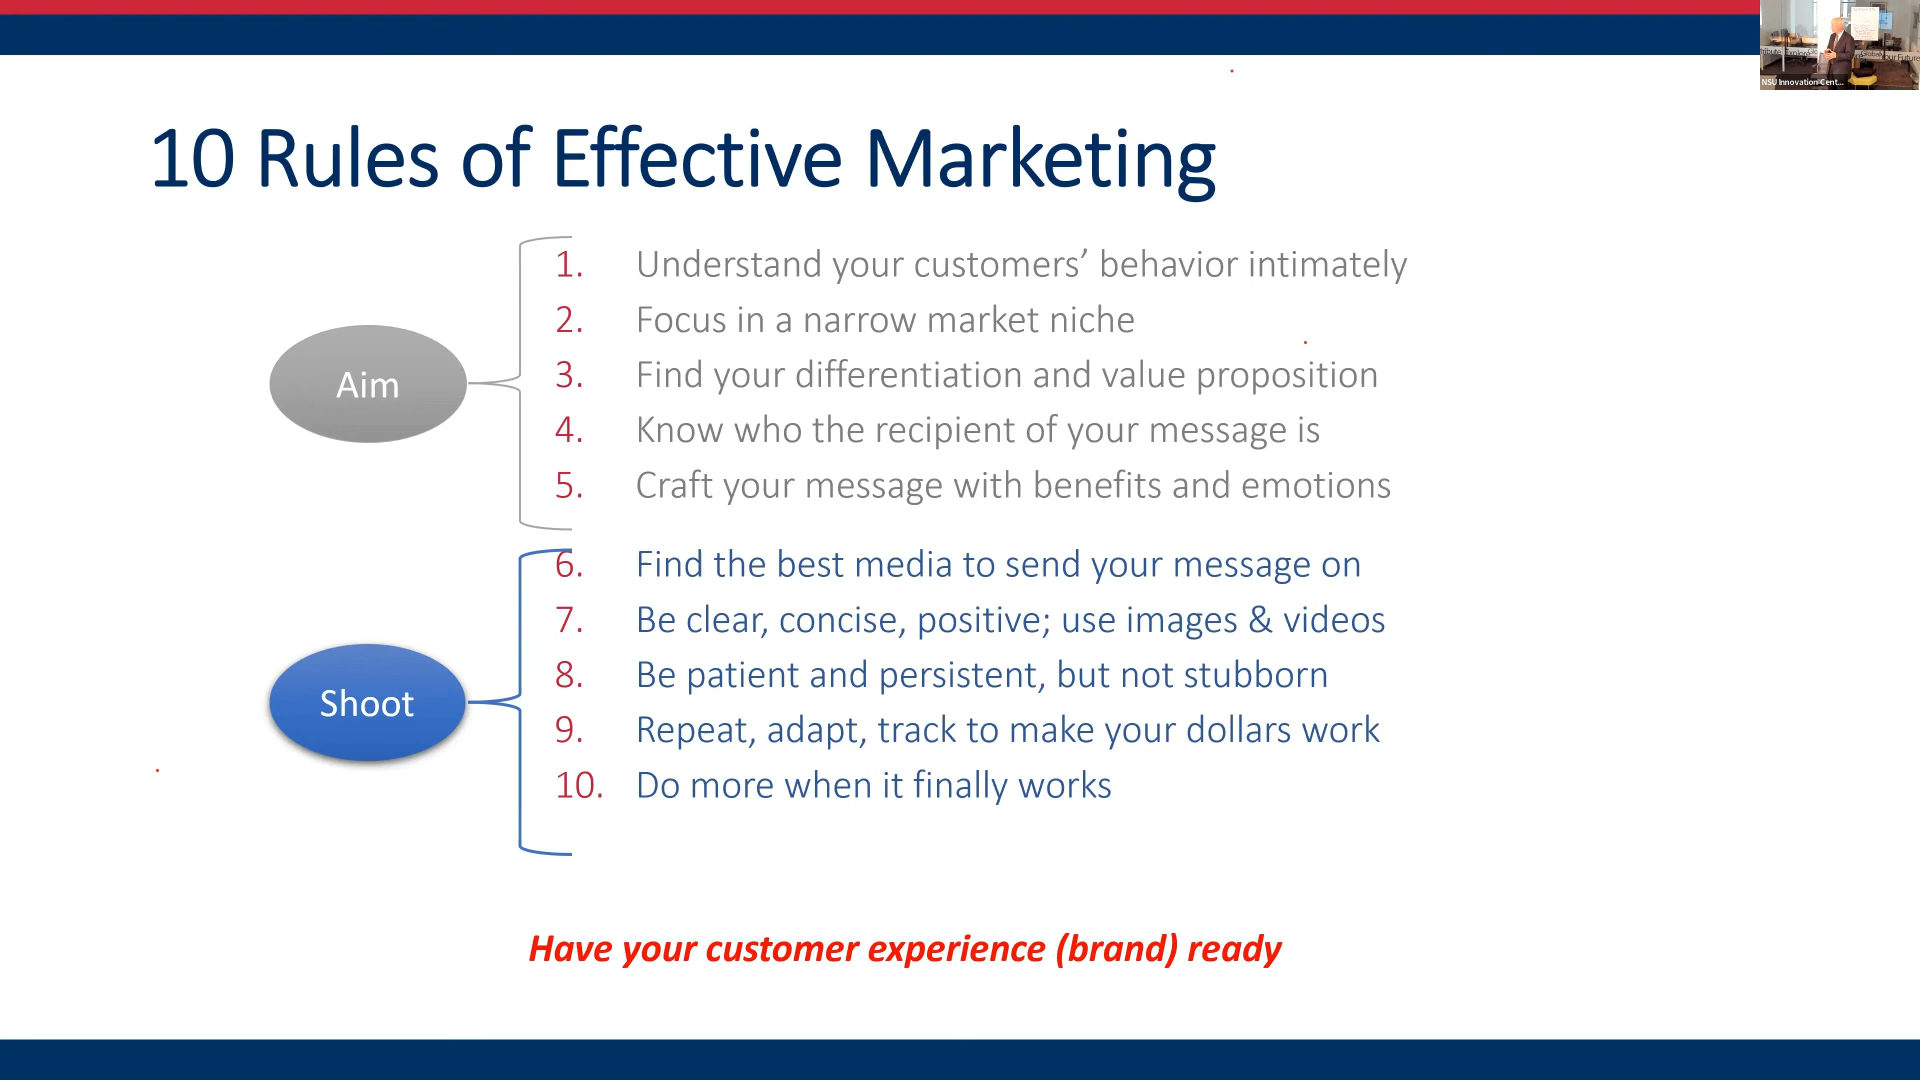 10 Rules of Effective Marketing
Aim
1. Understand your customers’ behavior intimately
2. Focus in a narrow market niche
3. Find your differentiation and value proposition
4. Know who the recipient of your message is
5. Craft your message with benefits and emotions
Shoot
6. Find the best media to send your message on
7. Be clear, concise, positive; use images & videos
8. Be patient and persistent, but not stubborn
9. Repeat, adapt, track to make your dollars work
10. Do more when it finally works
Have your customer experience (brand) ready
NSU Innovation Cent...